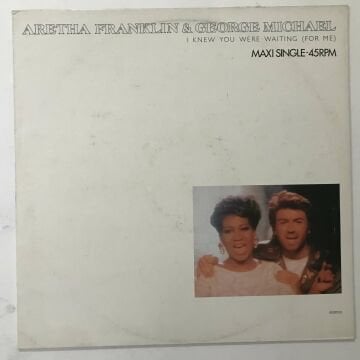 ARETHA FRANKLIN & GEORGE MICHAEL
I KNEW YOU WERE WAITING (FOR ME)
MAXI SINGLE-45RPM